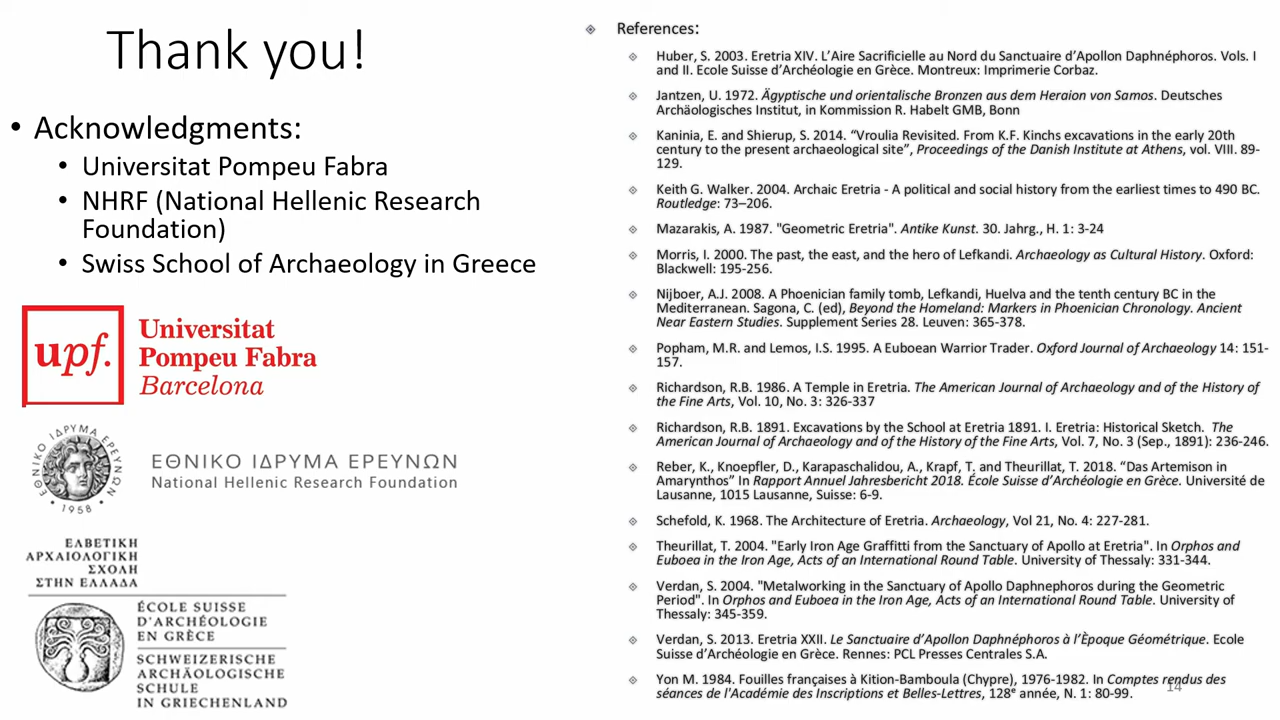 Thank you!
• Acknowledgments:
• Universitat Pompeu Fabra
• NHRF (National Hellenic Research
Foundation)
• Swiss School of Archaeology in Greece
upf.
Universitat
Pompeu Fabra
Barcelona
ΕΘΝΙΚΟ ΙΔΡΥΜΑ ΕΡΕΥΝΩΝ
• 1958 •
ΕΘΝΙΚΟ ΙΔΡΥΜΑ ΕΡΕΥΝΩΝ
National Hellenic Research Foundation
ΕΛΒΕΤΙΚΗ
ΑΡΧΑΙΟΛΟΓΙΚΗ
ΣΧΟΛΗ
ΣΤΗΝ ΕΛΛΑΔΑ
ÉCOLE SUISSE
D'ARCHÉOLOGIE
EN GRÈCE
SCHWEIZERISCHE
ARCHÄOLOGISCHE
SCHULE
IN GRIECHENLAND
References:
Huber, S. 2003. Eretria XIV. L’Aire Sacrificielle au Nord du Sanctuaire d’Apollon Daphnéphoros. Vols. I
and II. Ecole Suisse d’Archéologie en Grèce. Montreux: Imprimerie Corbaz.
Jantzen, U. 1972. Ägyptische und orientalische Bronzen aus dem Heraion von Samos. Deutsches
Archäologisches Institut, in Kommission R. Habelt GMB, Bonn
Kaninia, E. and Shierup, S. 2014. “Vroulia Revisited. From K.F. Kinchs excavations in the early 20th
century to the present archaeological site”, Proceedings of the Danish Institute at Athens, vol. VIII. 89-
129.
Keith G. Walker. 2004. Archaic Eretria - A political and social history from the earliest times to 490 BC.
Routledge: 73–206.
Mazarakis, A. 1987. "Geometric Eretria". Antike Kunst. 30. Jahrg., H. 1: 3-24
Morris, I. 2000. The past, the east, and the hero of Lefkandi. Archaeology as Cultural History. Oxford:
Blackwell: 195-256.
Nijboer, A.J. 2008. A Phoenician family tomb, Lefkandi, Huelva and the tenth century BC in the
Mediterranean. Sagona, C. (ed), Beyond the Homeland: Markers in Phoenician Chronology. Ancient
Near Eastern Studies. Supplement Series 28. Leuven: 365-378.
Popham, M.R. and Lemos, I.S. 1995. A Euboean Warrior Trader. Oxford Journal of Archaeology 14: 151-
157.
Richardson, R.B. 1986. A Temple in Eretria. The American Journal of Archaeology and of the History of
the Fine Arts, Vol. 10, No. 3: 326-337
Richardson, R.B. 1891. Excavations by the School at Eretria 1891. I. Eretria: Historical Sketch. The
American Journal of Archaeology and of the History of the Fine Arts, Vol. 7, No. 3 (Sep., 1891): 236-246.
Reber, K., Knoepfler, D., Karapaschalidou, A., Krapf, T. and Theurillat, T. 2018. “Das Artemison in
Amarynthos” In Rapport Annuel Jahresbericht 2018. École Suisse d’Archéologie en Grèce. Université de
Lausanne, 1015 Lausanne, Suisse: 6-9.
Schefold, K. 1968. The Architecture of Eretria. Archaeology, Vol 21, No. 4: 227-281.
Theurillat, T. 2004. "Early Iron Age Graffitti from the Sanctuary of Apollo at Eretria". In Orphos and
Euboea in the Iron Age, Acts of an International Round Table. University of Thessaly: 331-344.
Verdan, S. 2004. "Metalworking in the Sanctuary of Apollo Daphnephoros during the Geometric
Period". In Orphos and Euboea in the Iron Age, Acts of an International Round Table. University of
Thessaly: 345-359.
Verdan, S. 2013. Eretria XXII. Le Sanctuaire d’Apollon Daphnéphoros à l’Èpoque Géométrique. Ecole
Suisse d’Archéologie en Grèce. Rennes: PCL Presses Centrales S.A.
Yon M. 1984. Fouilles françaises à Kition-Bamboula (Chypre), 1976-1982. In Comptes rendus des
séances de l'Académie des Inscriptions et Belles-Lettres, 128e année, N. 1: 80-99.
14